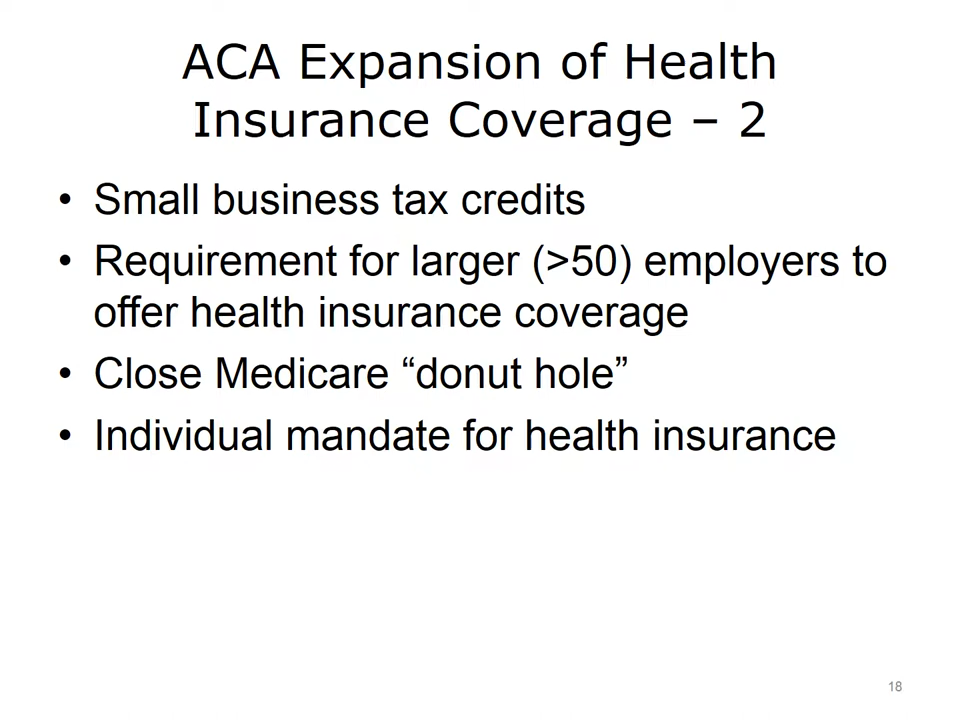 ACA Expansion of Health
Insurance Coverage – 2
• Small business tax credits
• Requirement for larger (>50) employers to
offer health insurance coverage
• Close Medicare “donut hole”
• Individual mandate for health insurance
18